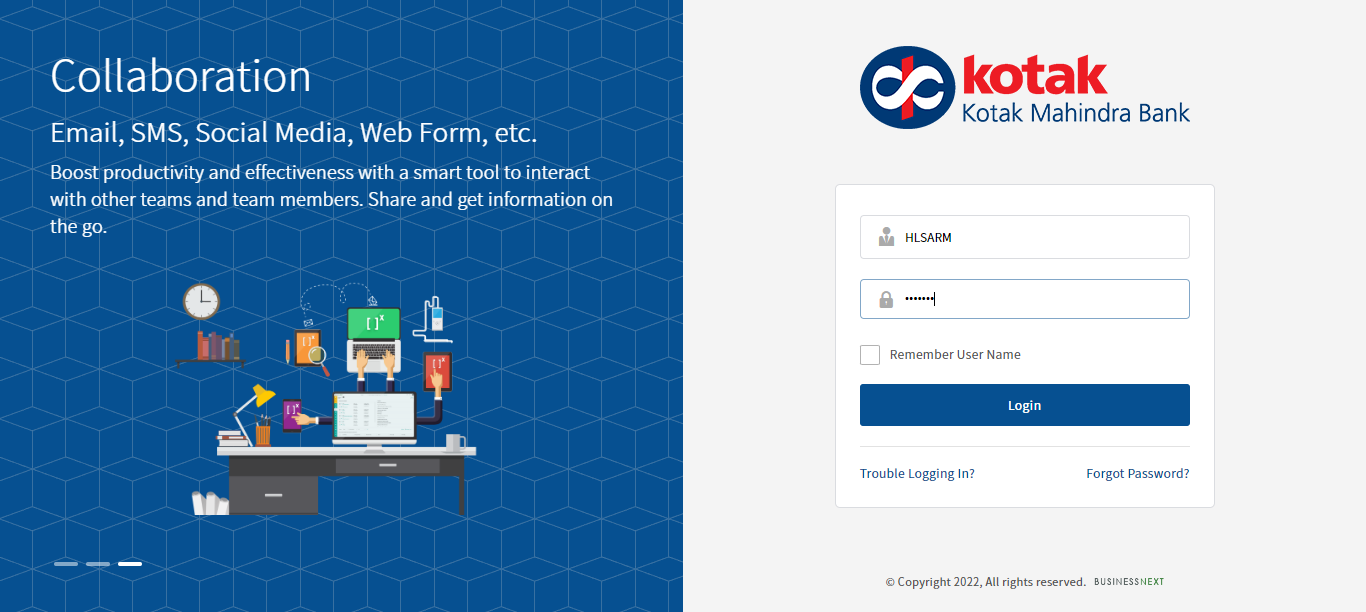 Collaboration
Email, SMS, Social Media, Web Form, etc.
Boost productivity and effectiveness with a smart tool to interact
with other teams and team members. Share and get information on
the go.
[ ]x
[ ]x
[ ]x
[ ]x
kotak
Kotak Mahindra Bank
HLSARM
•••••••
Remember User Name
Login
Trouble Logging In?
Forgot Password?
© Copyright 2022, All rights reserved. BUSINESSNEXT